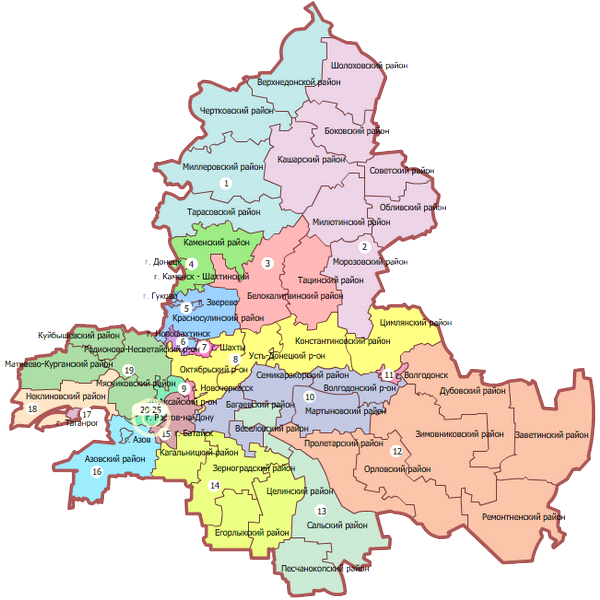 Шолоховский район
Верхнедонской район
Чертковский район
Боковский район
Кашарский район
Миллеровский район
1
Советский район
Обливский район
Тарасовский район
Милютинский район
Каменский район
2
г. Донецк
4
3
Морозовский район
г. Каменск - Шахтинский
Тацинский район
г. Гуково
г. Зверево
Белокалитвинский район
5
Красносулинский район
Цимлянский район
Куйбышевский район
г. Новошахтинск
6
7
г. Шахты
Константиновский район
Родионово-Несветайский р-он
8
Усть-Донецкий р-он
Матвеево-Курганский район
19
Октябрьский р-он
Семикаракорский район
11
г. Волгодонск
Мясниковский район
9
г. Новочеркасск
Волгодонский р-он
Дубовский район
Неклиновский район
10
18
17
20
25
Аксайский р-он
Багаевский район
Мартыновский район
г. Таганрог
г. Ростов-на-Дону
г. Азов
15
г. Батайск
Веселовский район
Зимовниковский район
Заветинский район
Пролетарский район
12
Азовский район
Кагальницкий район
16
Зерноградский район
Орловский район
14
Целинский район
13
Сальский район
Ремонтненский район
Егорлыкский район
Песчанокопский район